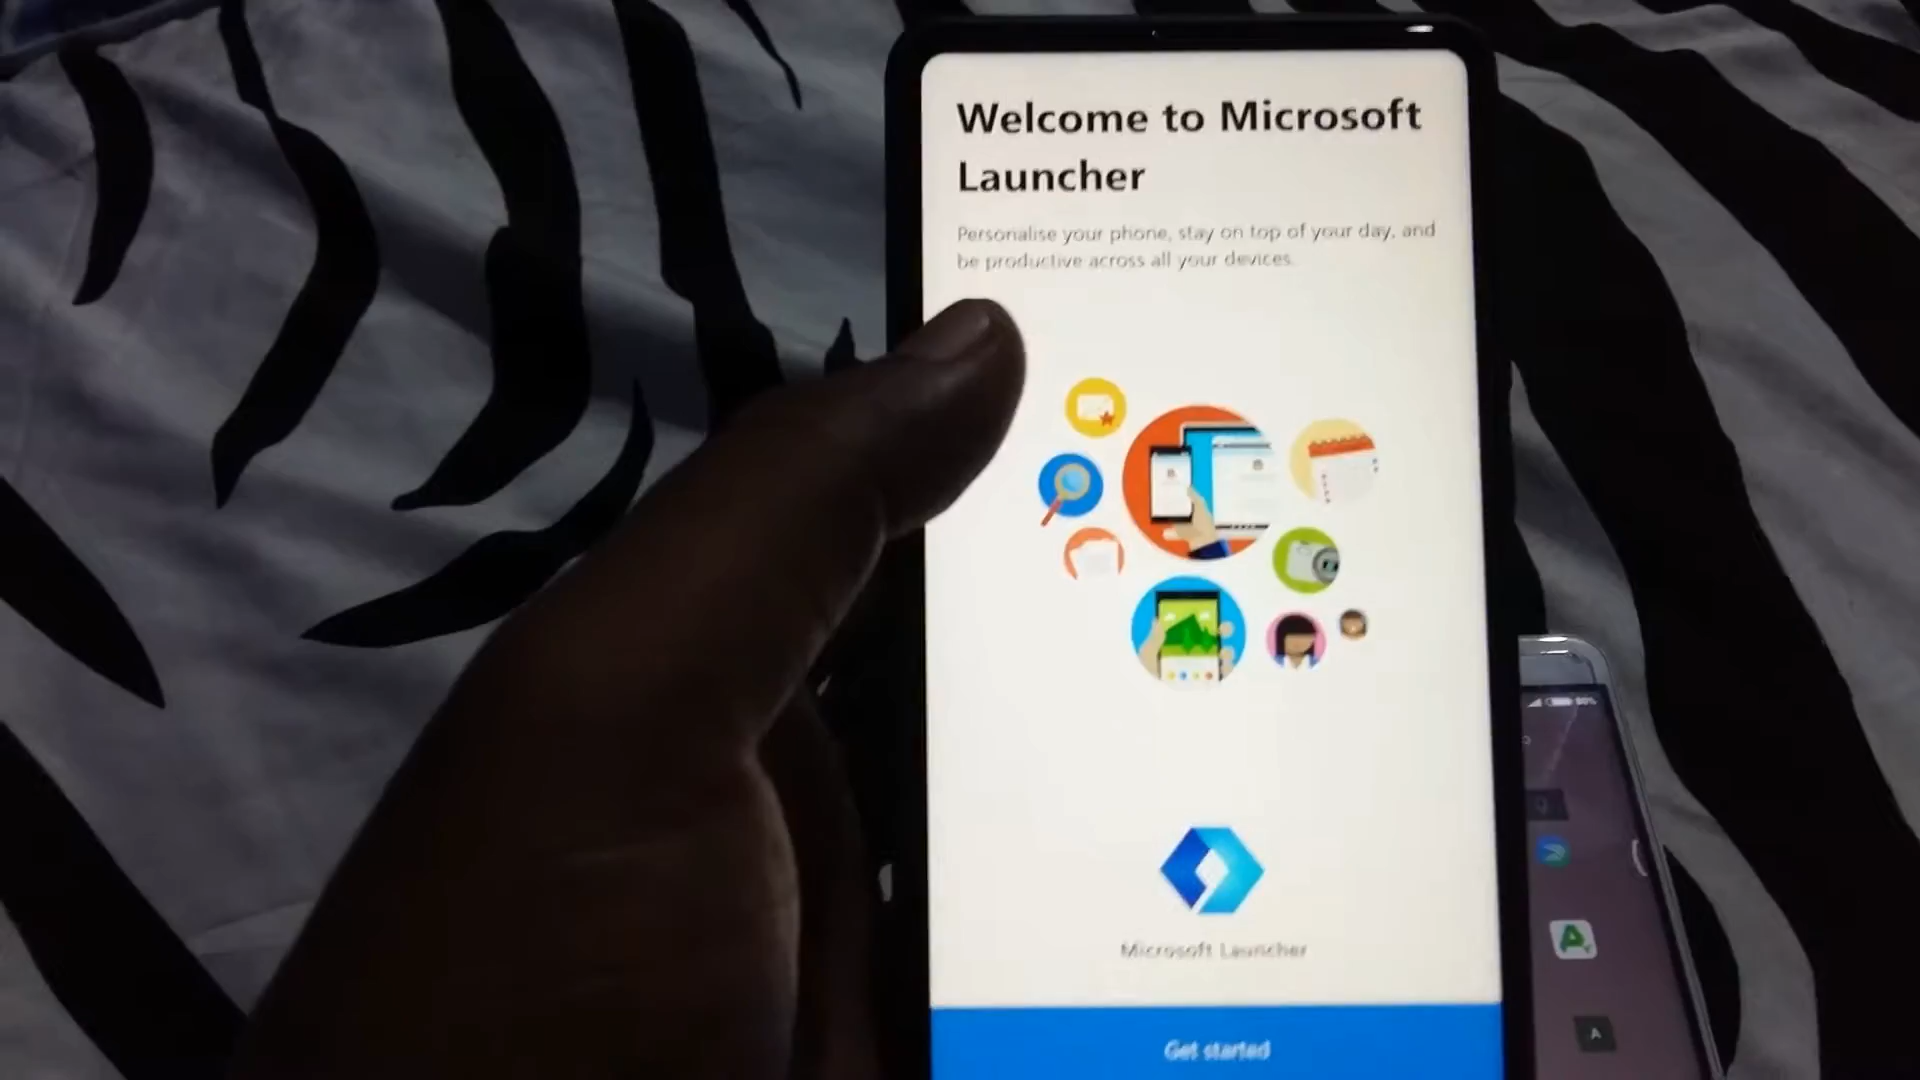 Welcome to Microsoft
Launcher
Personalise your phone, stay on top of your day, and
be productive across all your devices.
Microsoft Launcher
Get started
80%
A